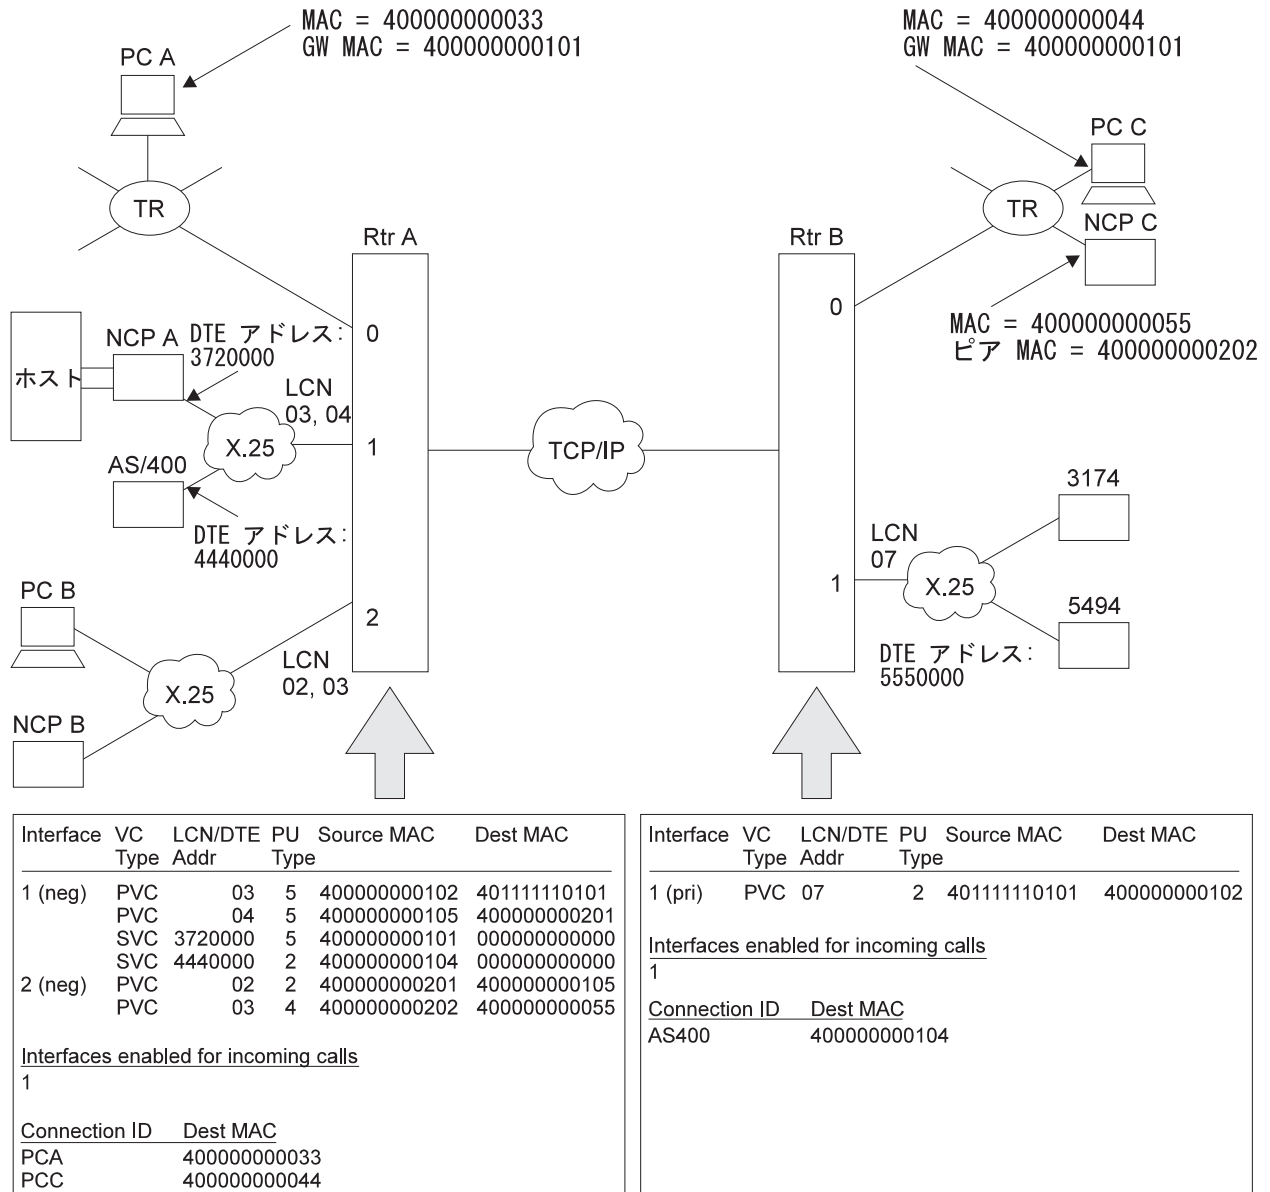 MAC = 400000000033
GW MAC = 400000000101
PC A
TR
MAC = 400000000044
GW MAC = 400000000101
PC C
TR
NCP C
MAC = 400000000055
ピア MAC = 400000000202
Rtr A
Rtr B
0
0
ホスト
NCP A
DTE アドレス:
3720000
LCN
03, 04
X.25
1
AS/400
DTE アドレス:
4440000
TCP/IP
3174
LCN
07
1
X.25
5494
DTE アドレス:
5550000
PC B
2
LCN
02, 03
X.25
NCP B
Interface VC Type LCN/DTE Addr PU Type Source MAC Dest MAC
1 (neg) PVC 03 5 400000000102 401111110101
PVC 04 5 400000000105 400000000201
SVC 3720000 5 400000000101 000000000000
SVC 4440000 2 400000000104 000000000000
2 (neg) PVC 02 2 400000000201 400000000105
PVC 03 4 400000000202 400000000055
Interfaces enabled for incoming calls
1
Connection ID Dest MAC
PCA 400000000033
PCC 400000000044
Interface VC Type LCN/DTE Addr PU Type Source MAC Dest MAC
1 (pri) PVC 07 2 401111110101 400000000102
Interfaces enabled for incoming calls
1
Connection ID Dest MAC
AS400 400000000104